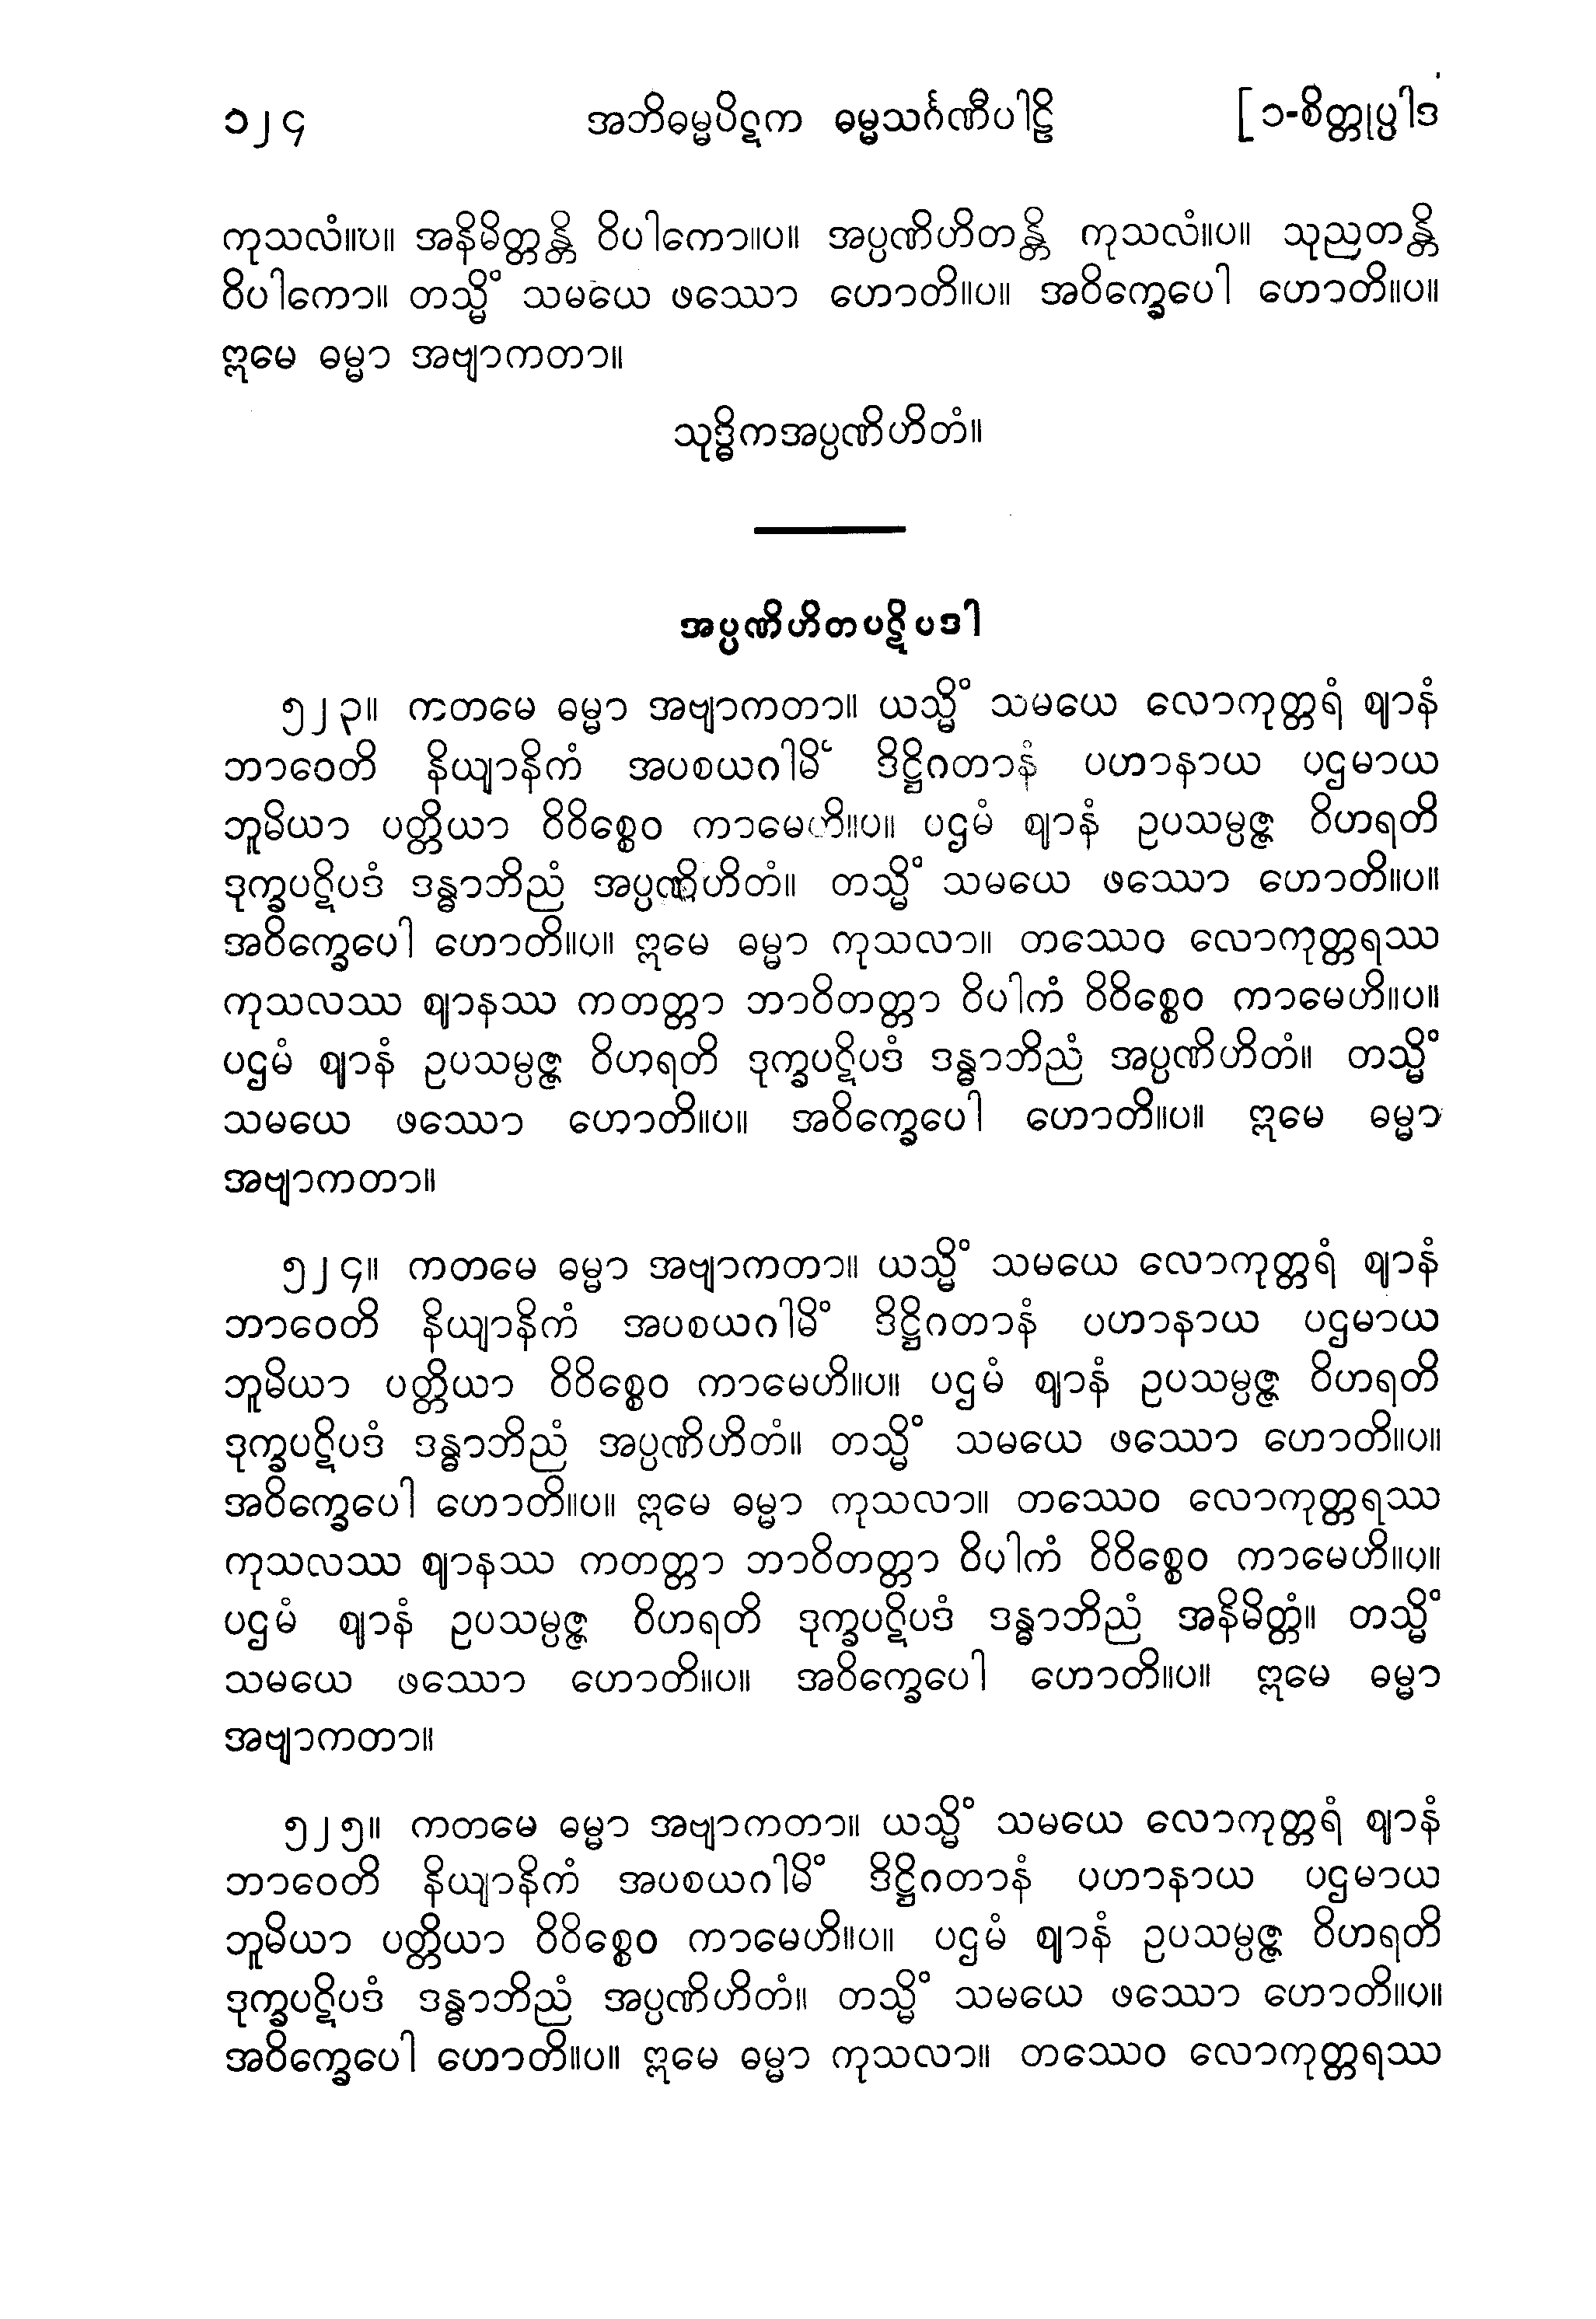 ၁၂၄ အဘိဓမ္မပိဋက ဓမ္မသင်္ဂဏီပါဠိ [၁-စိတ္တုပ္ပါဒ
ကုသလံ။ပ။ အနိမိတ္တန္တိ ဝိပါကော။ပ။ အပ္ပဏိဟိတန္တိ ကုသလံ။ပ။ သုညတန္တိ
ဝိပါကော။ တသ္မိံ သမယေ ဖဿော ဟောတိ။ပ။ အဝိက္ခေပေါ ဟောတိ။ပ။
ဣမေ ဓမ္မာ အဗျာကတာ။
သုဒ္ဓိကအပ္ပဏိဟိတံ။
အပ္ပဏိဟိတပဋိပဒါ
၅၂၃။ ကတမေ ဓမ္မာ အဗျာကတာ။ ယသ္မိံ သမယေ လောကုတ္တရံ ဈာနံ
ဘာဝေတိ နိယျာနိကံ အပစယဂါမိံ ဒိဋ္ဌိဂတာနံ ပဟာနာယ ပဌမာယ
ဘူမိယာ ပတ္တိယာ ဝိဝိစ္စေဝ ကာမေဟိ။ပ။ ပဌမံ ဈာနံ ဥပသမ္ပဇ္ဇ ဝိဟရတိ
ဒုက္ခပဋိပဒံ ဒန္ဓာဘိညံ အပ္ပဏိဟိတံ။ တသ္မိံ သမယေ ဖဿော ဟောတိ။ပ။
အဝိက္ခေပေါ ဟောတိ။ပ။ ဣမေ ဓမ္မာ ကုသလာ။ တဿေဝ လောကုတ္တရဿ
ကုသလဿ ဈာနဿ ကတတ္တာ ဘာဝိတတ္တာ ဝိပါကံ ဝိဝိစ္စေဝ ကာမေဟိ။ပ။
ပဌမံ ဈာနံ ဥပသမ္ပဇ္ဇ ဝိဟရတိ ဒုက္ခပဋိပဒံ ဒန္ဓာဘိညံ အပ္ပဏိဟိတံ။ တသ္မိံ
သမယေ ဖဿော ဟောတိ။ပ။ အဝိက္ခေပေါ ဟောတိ။ပ။ ဣမေ ဓမ္မာ
အဗျာကတာ။
၅၂၄။ ကတမေ ဓမ္မာ အဗျာကတာ။ ယသ္မိံ သမယေ လောကုတ္တရံ ဈာနံ
ဘာဝေတိ နိယျာနိကံ အပစယဂါမိံ ဒိဋ္ဌိဂတာနံ ပဟာနာယ ပဌမာယ
ဘူမိယာ ပတ္တိယာ ဝိဝိစ္စေဝ ကာမေဟိ။ပ။ ပဌမံ ဈာနံ ဥပသမ္ပဇ္ဇ ဝိဟရတိ
ဒုက္ခပဋိပဒံ ဒန္ဓာဘိညံ အပ္ပဏိဟိတံ။ တသ္မိံ သမယေ ဖဿော ဟောတိ။ပ။
အဝိက္ခေပေါ ဟောတိ။ပ။ ဣမေ ဓမ္မာ ကုသလာ။ တဿေဝ လောကုတ္တရဿ
ကုသလဿ ဈာနဿ ကတတ္တာ ဘာဝိတတ္တာ ဝိပါကံ ဝိဝိစ္စေဝ ကာမေဟိ။ပ။
ပဌမံ ဈာနံ ဥပသမ္ပဇ္ဇ ဝိဟရတိ ဒုက္ခပဋိပဒံ ဒန္ဓာဘိညံ အနိမိတ္တံ။ တသ္မိံ
သမယေ ဖဿော ဟောတိ။ပ။ အဝိက္ခေပေါ ဟောတိ။ပ။ ဣမေ ဓမ္မာ
အဗျာကတာ။
၅၂၅။ ကတမေ ဓမ္မာ အဗျာကတာ။ ယသ္မိံ သမယေ လောကုတ္တရံ ဈာနံ
ဘာဝေတိ နိယျာနိကံ အပစယဂါမိံ ဒိဋ္ဌိဂတာနံ ပဟာနာယ ပဌမာယ
ဘူမိယာ ပတ္တိယာ ဝိဝိစ္စေဝ ကာမေဟိ။ပ။ ပဌမံ ဈာနံ ဥပသမ္ပဇ္ဇ ဝိဟရတိ
ဒုက္ခပဋိပဒံ ဒန္ဓာဘိညံ အပ္ပဏိဟိတံ။ တသ္မိံ သမယေ ဖဿော ဟောတိ။ပ။
အဝိက္ခေပေါ ဟောတိ။ပ။ ဣမေ ဓမ္မာ ကုသလာ။ တဿေဝ လောကုတ္တရဿ